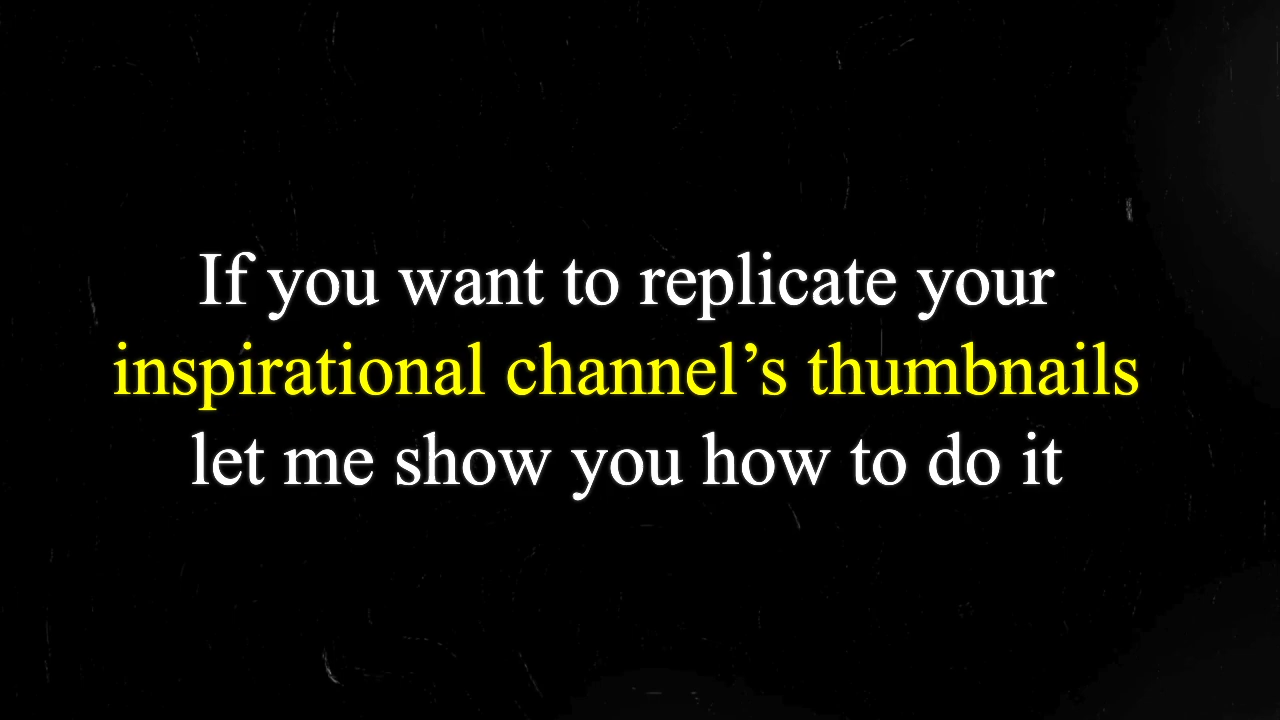 If you want to replicate your
inspirational channel’s thumbnails
let me show you how to do it